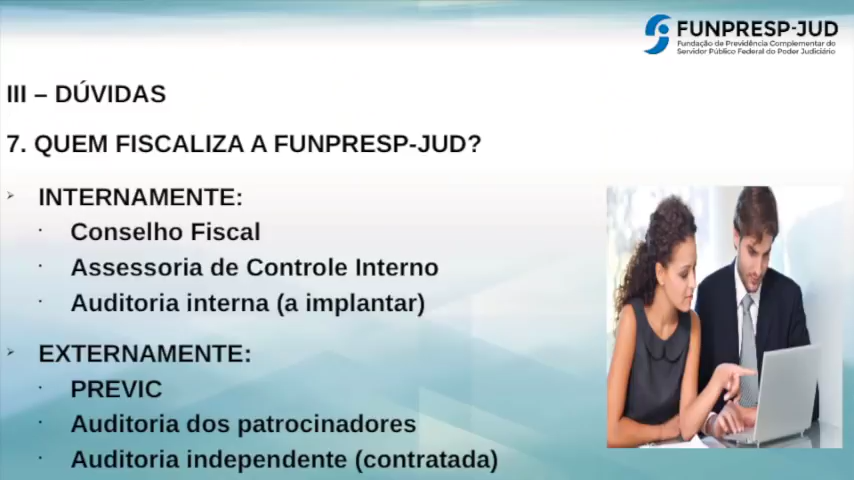 FUNPRESP-JUD
Fundação de Previdência Complementar do
Servidor Público Federal do Poder Judiciário
III – DÚVIDAS
7. QUEM FISCALIZA A FUNPRESP-JUD?
INTERNAMENTE:
Conselho Fiscal
Assessoria de Controle Interno
Auditoria interna (a implantar)
EXTERNAMENTE:
PREVIC
Auditoria dos patrocinadores
Auditoria independente (contratada)